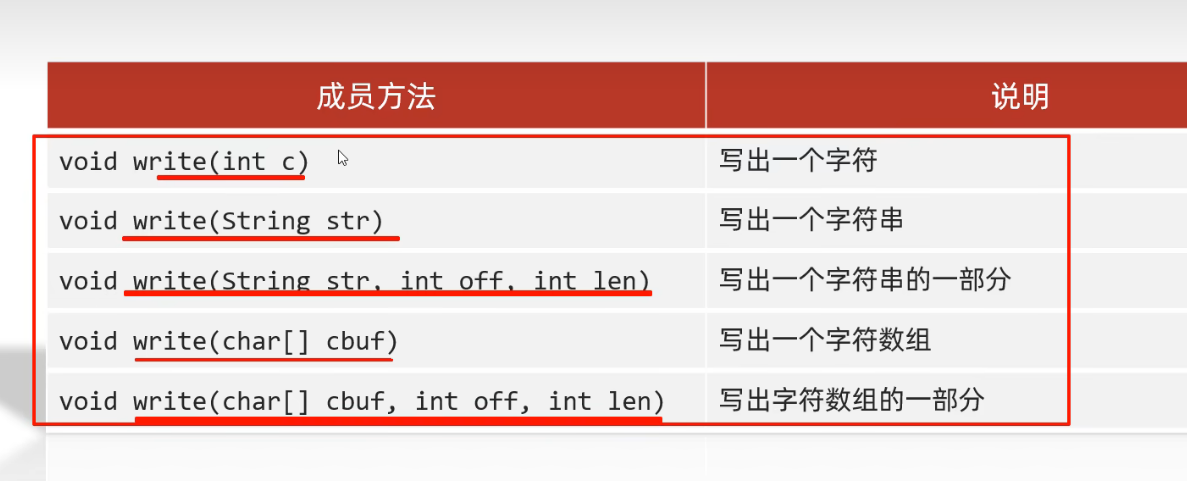 成员方法 说明
void write(int c) 写出一个字符
void write(String str) 写出一个字符串
void write(String str, int off, int len) 写出一个字符串的一部分
void write(char[] cbuf) 写出一个字符数组
void write(char[] cbuf, int off, int len) 写出字符数组的一部分